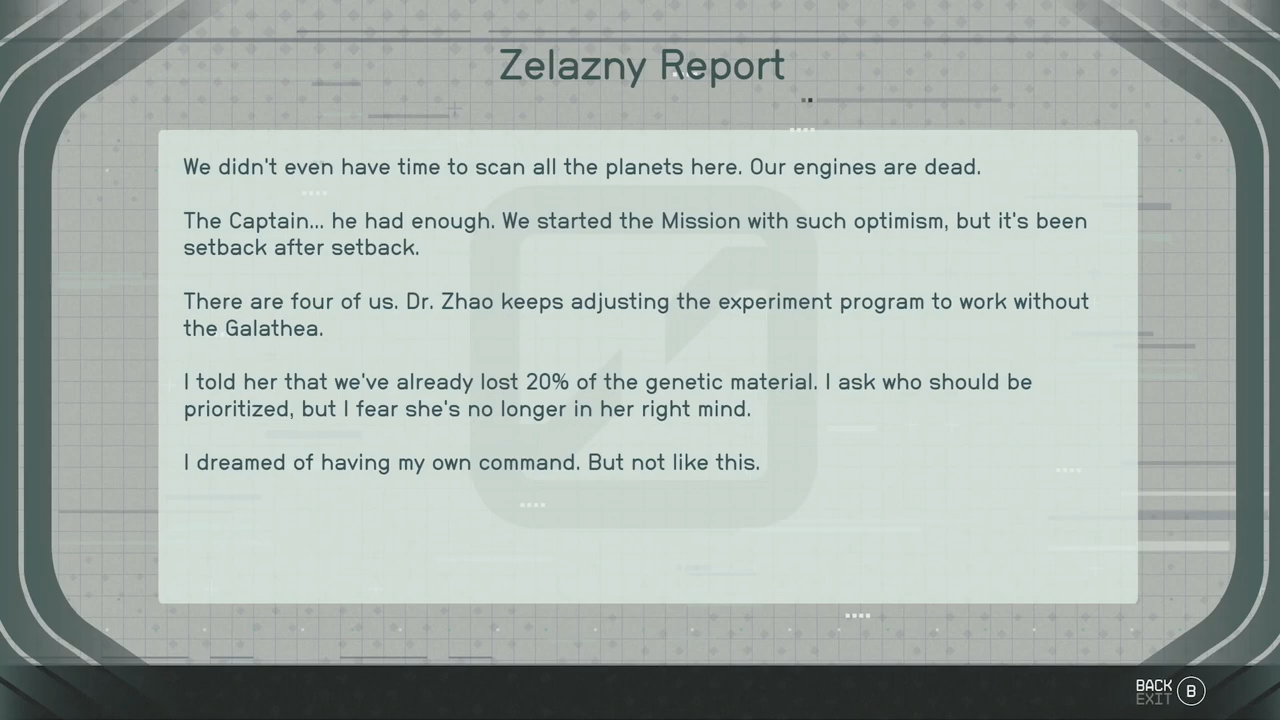 Zelazny Report
We didn't even have time to scan all the planets here. Our engines are dead.
The Captain... he had enough. We started the Mission with such optimism, but it's been
setback after setback.
There are four of us. Dr. Zhao keeps adjusting the experiment program to work without
the Galathea.
I told her that we've already lost 20% of the genetic material. I ask who should be
prioritized, but I fear she's no longer in her right mind.
I dreamed of having my own command. But not like this.
BACK
EXIT
B